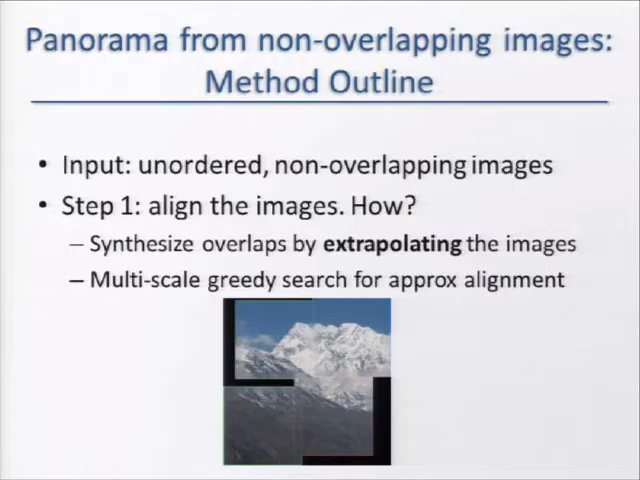 Panorama from non-overlapping images:
Method Outline
• Input: unordered, non-overlapping images
• Step 1: align the images. How?
– Synthesize overlaps by extrapolating the images
– Multi-scale greedy search for approx alignment